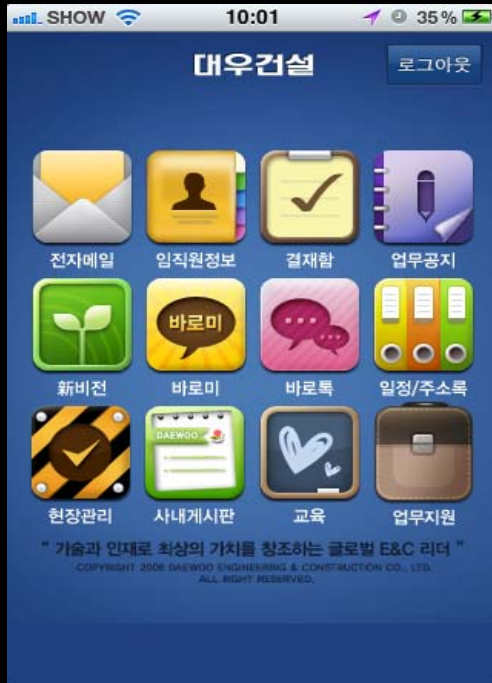 SHOW 10:01 35%
대우건설 로그아웃
전자메일 임직원정보 결재함 업무공지
바로미
新비전 바로미 바로톡 일정/주소록
DAEWOO
현장관리 사내게시판 교육 업무지원
" 기술과 인재로 최상의 가치를 창조하는 글로벌 E&C 리더 "
COPYRIGHT 2006 DAEWOO ENGINEERING & CONSTRUCTION CO., LTD.
ALL RIGHT RESERVED.